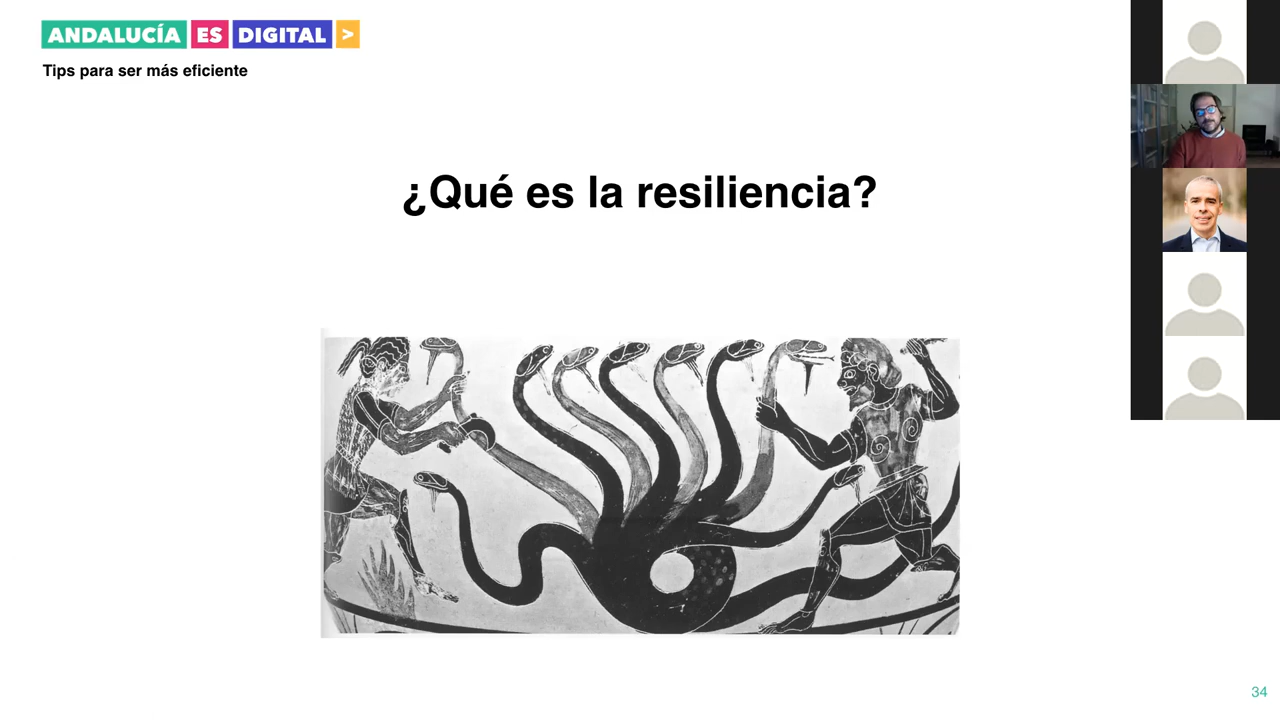 ANDALUCÍA ES DIGITAL >
Tips para ser más eficiente
¿Qué es la resiliencia?
34